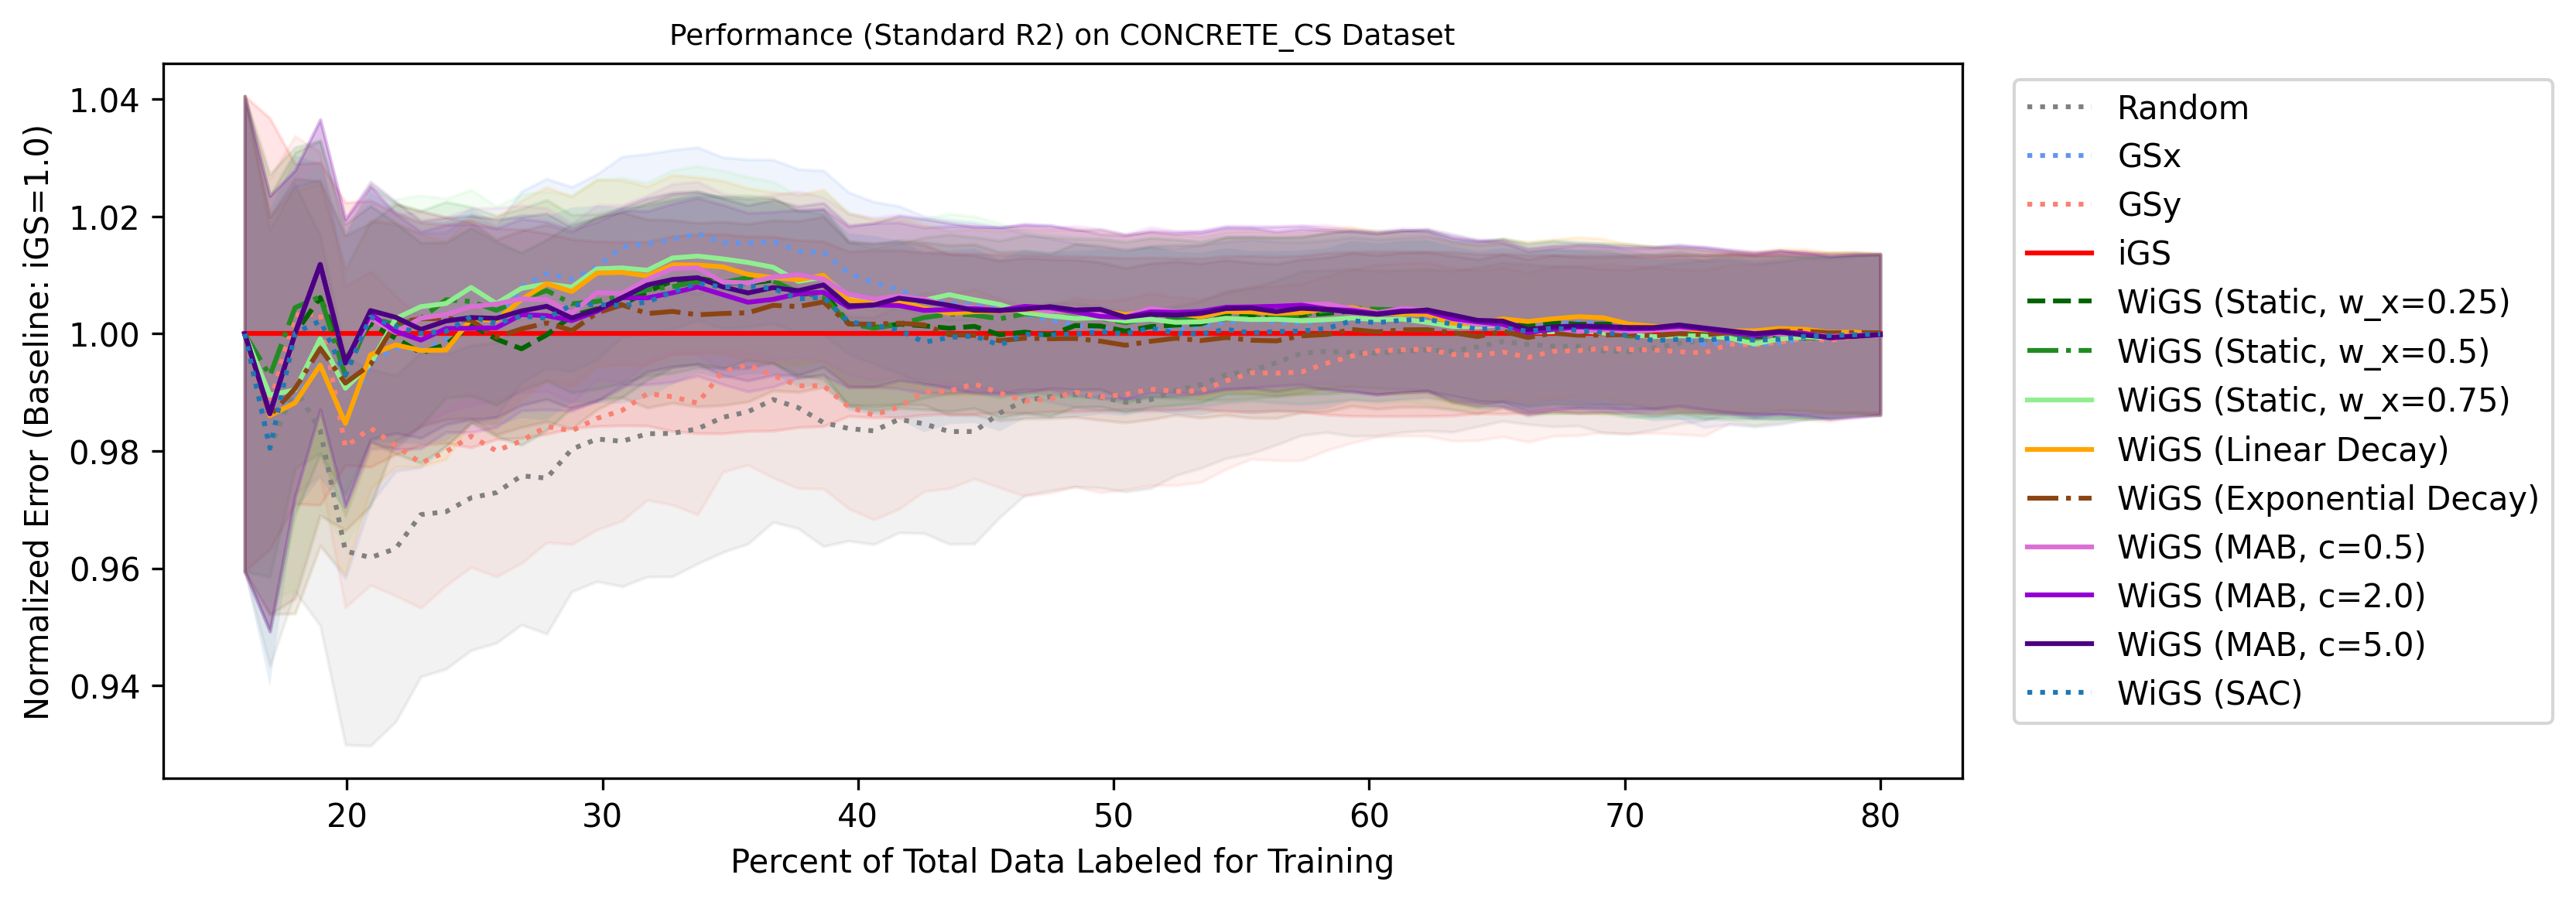 Performance (Standard R2) on CONCRETE_CS Dataset
Normalized Error (Baseline: iGS=1.0)
1.04
1.02
1.00
0.98
0.96
0.94
20
30
40
50
60
70
80
Percent of Total Data Labeled for Training
Random
GSx
GSy
iGS
WiGS (Static, w_x=0.25)
WiGS (Static, w_x=0.5)
WiGS (Static, w_x=0.75)
WiGS (Linear Decay)
WiGS (Exponential Decay)
WiGS (MAB, c=0.5)
WiGS (MAB, c=2.0)
WiGS (MAB, c=5.0)
WiGS (SAC)